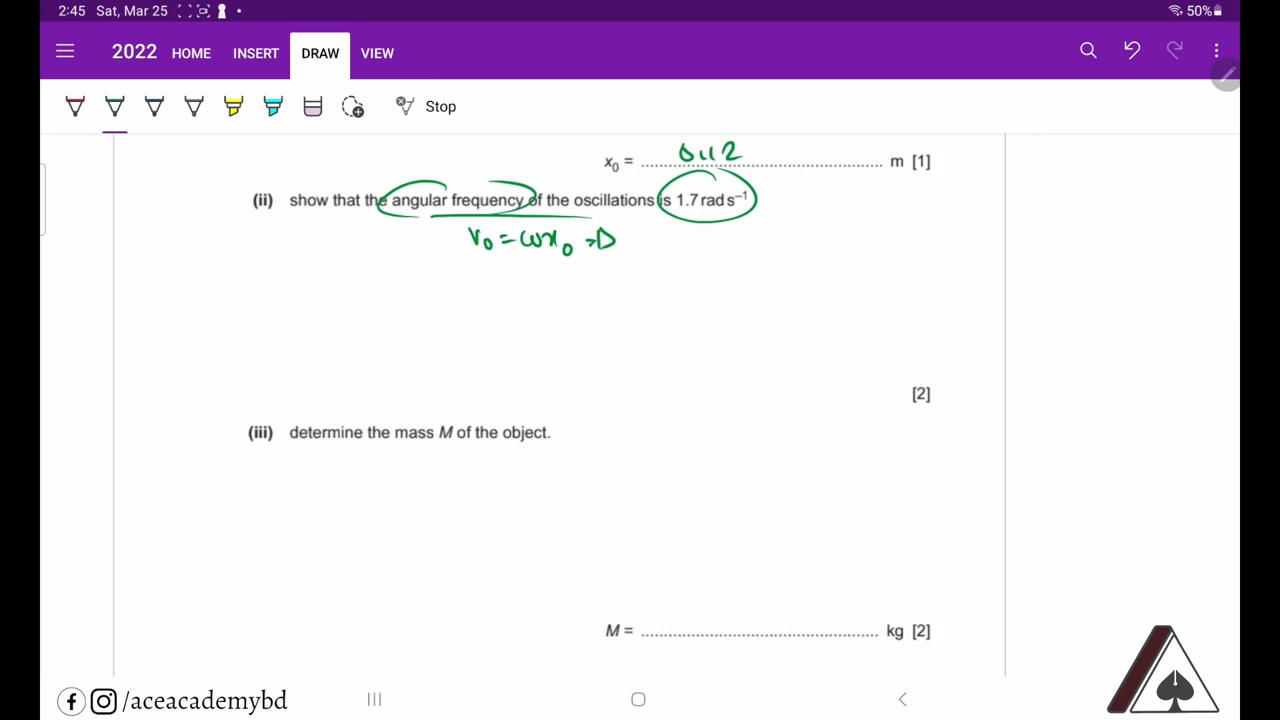 2:45 Sat, Mar 25
50%
2022 HOME INSERT DRAW VIEW
Stop
x₀ = 0.12 m [1]
(ii) show that the angular frequency of the oscillations is 1.7 rad s⁻¹
v₀ = ωx₀ ⇒
[2]
(iii) determine the mass M of the object.
M = ........................................................... kg [2]
/aceacademybd